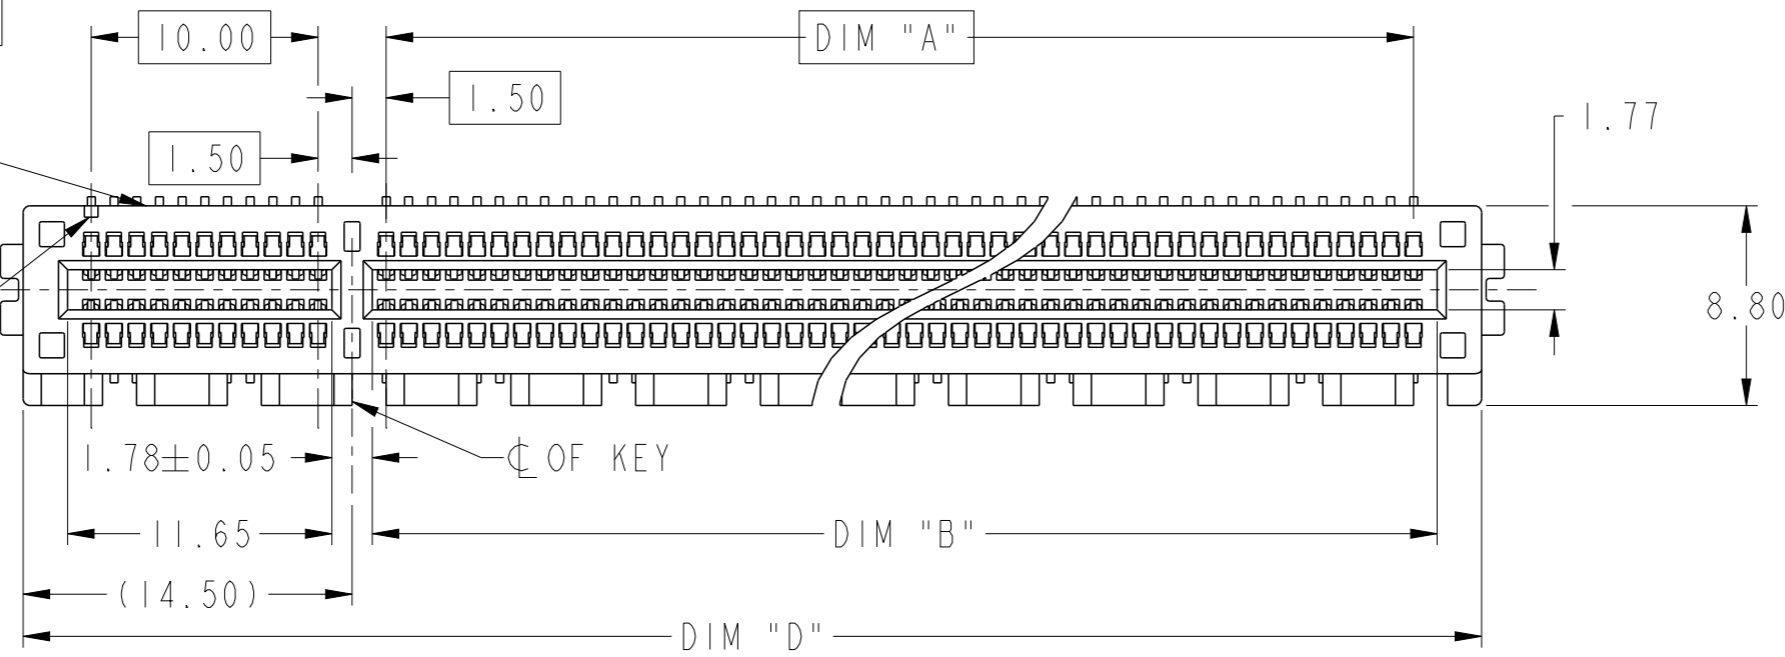 10.00
DIM "A"
1.50
1.50
1.77
8.80
1.78±0.05
℄ OF KEY
11.65
DIM "B"
(14.50)
DIM "D"